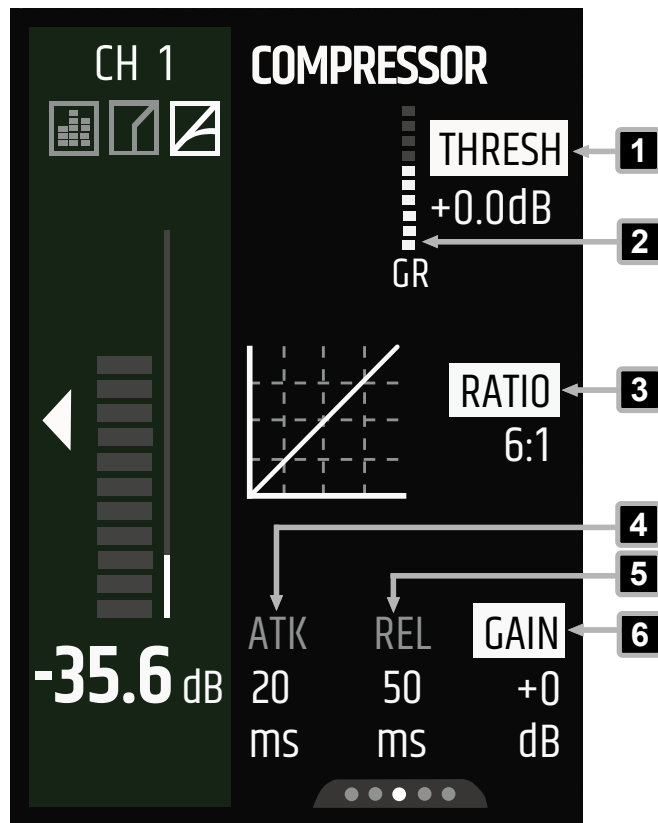 CH 1
COMPRESSOR
THRESH
1
+0.0dB
2
GR
RATIO
3
6:1
4
5
ATK
REL
GAIN
6
-35.6 dB
20
50
+0
ms
ms
dB